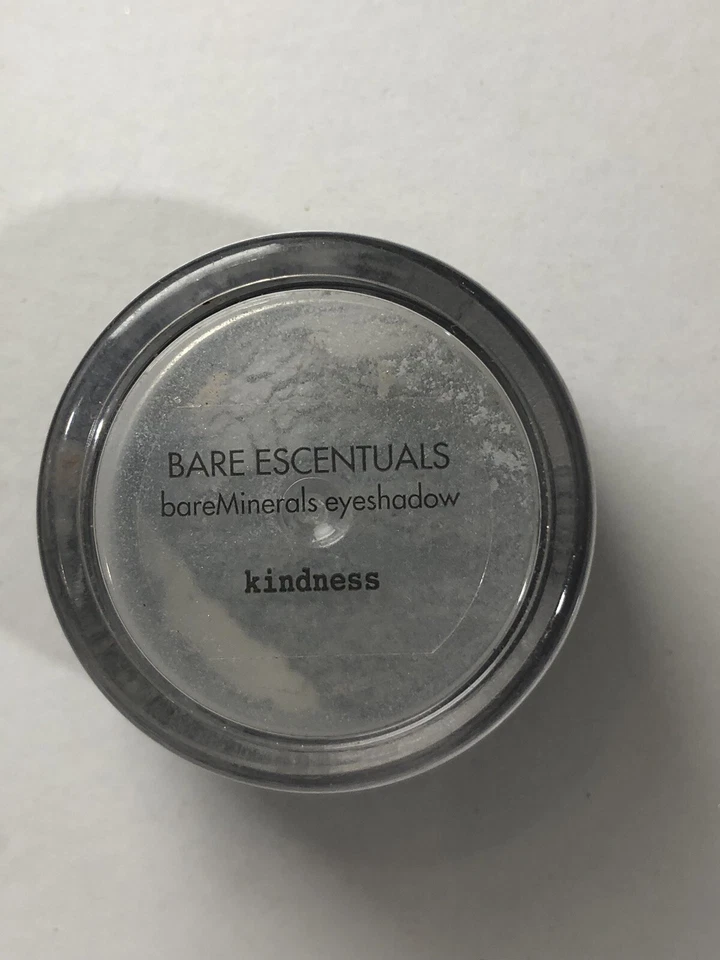 BARE ESCENTUALS
bareMinerals eyeshadow
kindness